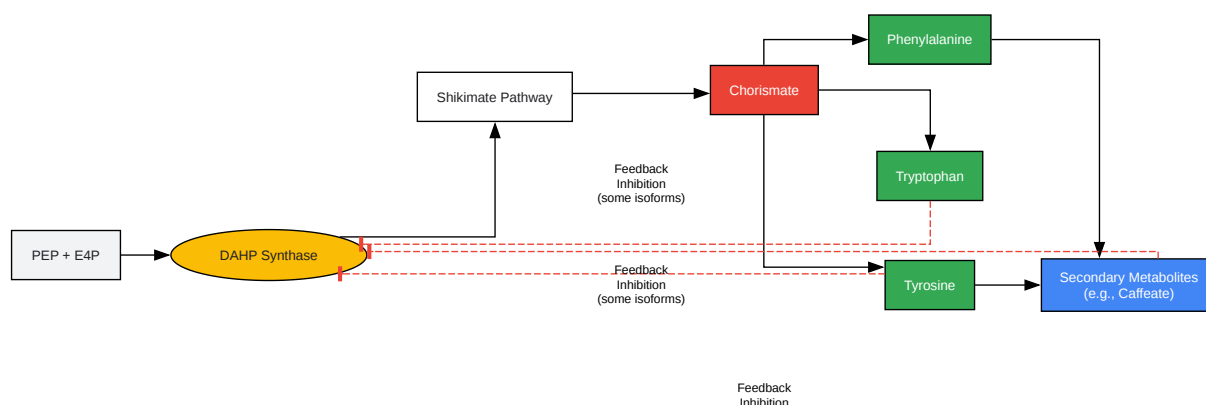 Phenylalanine
Shikimate Pathway
Chorismate
Feedback
Inhibition
(some isoforms)
Tryptophan
PEP + E4P
DAHP Synthase
Feedback
Inhibition
(some isoforms)
Tyrosine
Secondary Metabolites
(e.g., Caffeate)
Feedback
Inhibition